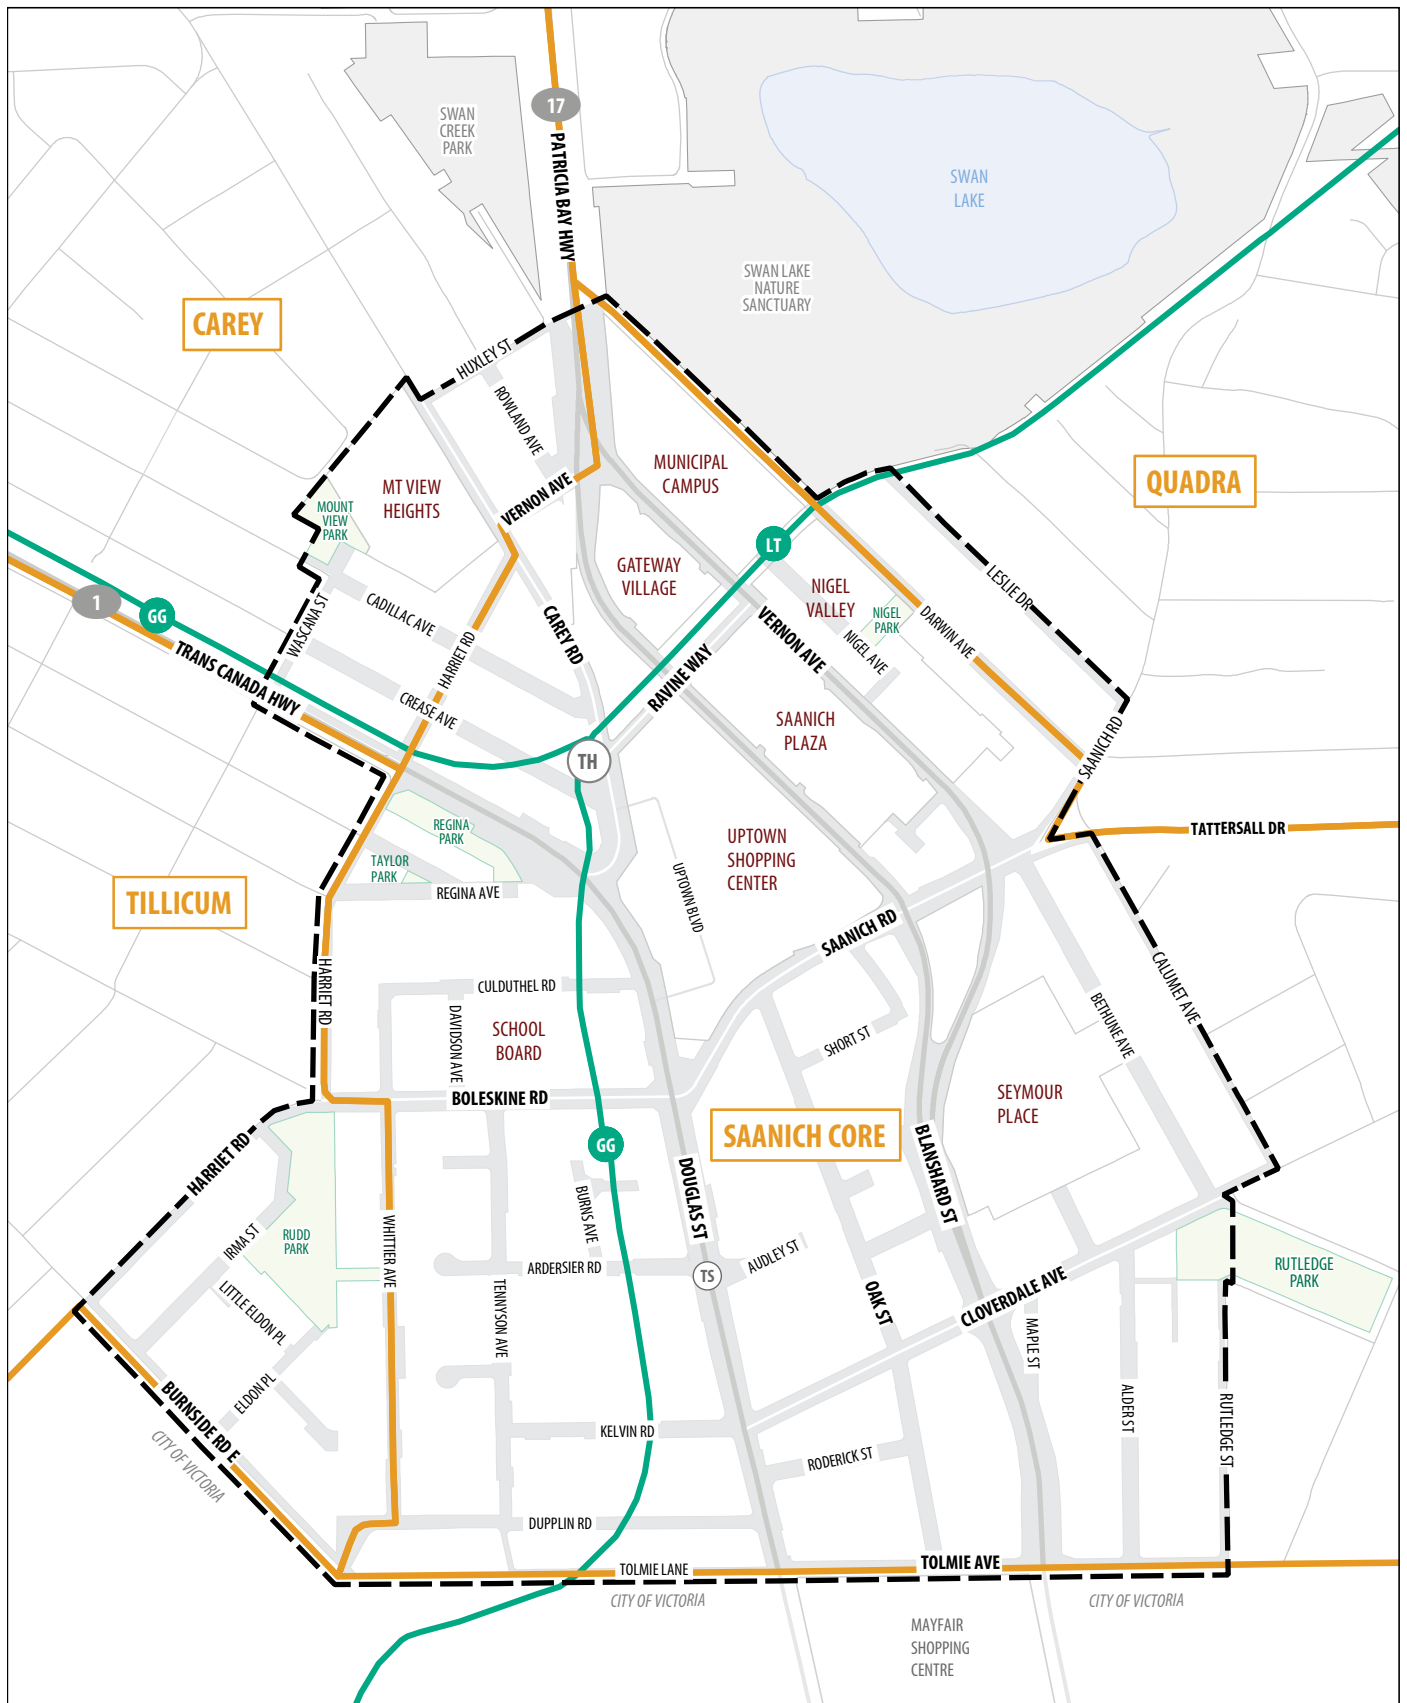 17
PATRICIA BAY HWY
SWAN
CREEK
PARK
SWAN
LAKE
SWAN LAKE
NATURE
SANCTUARY
CAREY
HUXLEY ST
ROWLAND AVE
MUNICIPAL
CAMPUS
QUADRA
MT VIEW
HEIGHTS
VERNON AVE
MOUNT
VIEW
PARK
LT
GATEWAY
VILLAGE
NIGEL
VALLEY
LESLIE DR
1
GG
CADILLAC AVE
WASCANA ST
NIGEL
PARK
DARWIN AVE
CAREY RD
VERNON AVE
NIGEL AVE
HARRIET RD
TRANS CANADA HWY
RAVINE WAY
CREASE AVE
SAANICH
PLAZA
SAANICH RD
TH
REGINA
PARK
TATTERSALL DR
UPTOWN
SHOPPING
CENTER
TAYLOR
PARK
REGINA AVE
UPTOWN BLVD
TILLICUM
SAANICH RD
HARRIET RD
CALUMET AVE
CULDUTHEL RD
DAVIDSON AVE
SCHOOL
BOARD
BETHUNE AVE
SHORT ST
BOLESKINE RD
SEYMOUR
PLACE
SAANICH CORE
GG
HARRIET RD
DOUGLAS ST
BLANSHARD ST
BURNS AVE
WHITTIER AVE
IRMA ST
RUDD
PARK
ARDERSIER RD
AUDLEY ST
TS
RUTLEDGE
PARK
LITTLE ELDON PL
TENNYSON AVE
OAK ST
CLOVERDALE AVE
MAPLE ST
ELDON PL
BURNSIDE RD E
CITY OF VICTORIA
ALDER ST
RUTLEDGE ST
KELVIN RD
RODERICK ST
DUPPLIN RD
TOLMIE LANE
TOLMIE AVE
CITY OF VICTORIA
CITY OF VICTORIA
MAYFAIR
SHOPPING
CENTRE